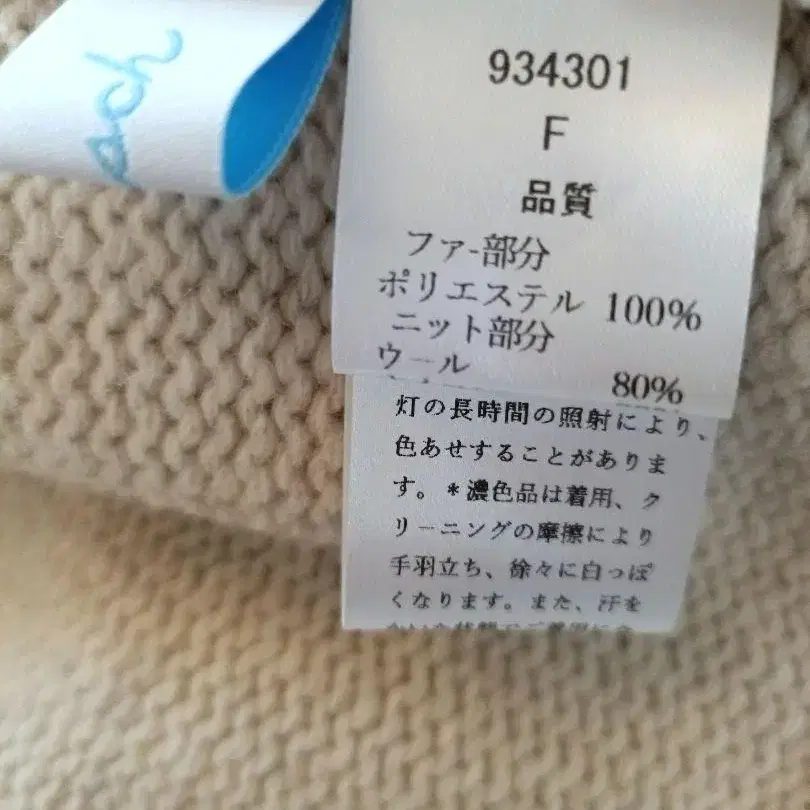 each
934301
F
品質
ファ-部分
ポリエステル 100%
ニット部分
ウール 80%
灯の長時間の照射により、
色あせすることがありま
す。*濃色品は着用、ク
リーニングの摩擦により
手羽立ち、徐々に白っぽ
くなります。また、汗を